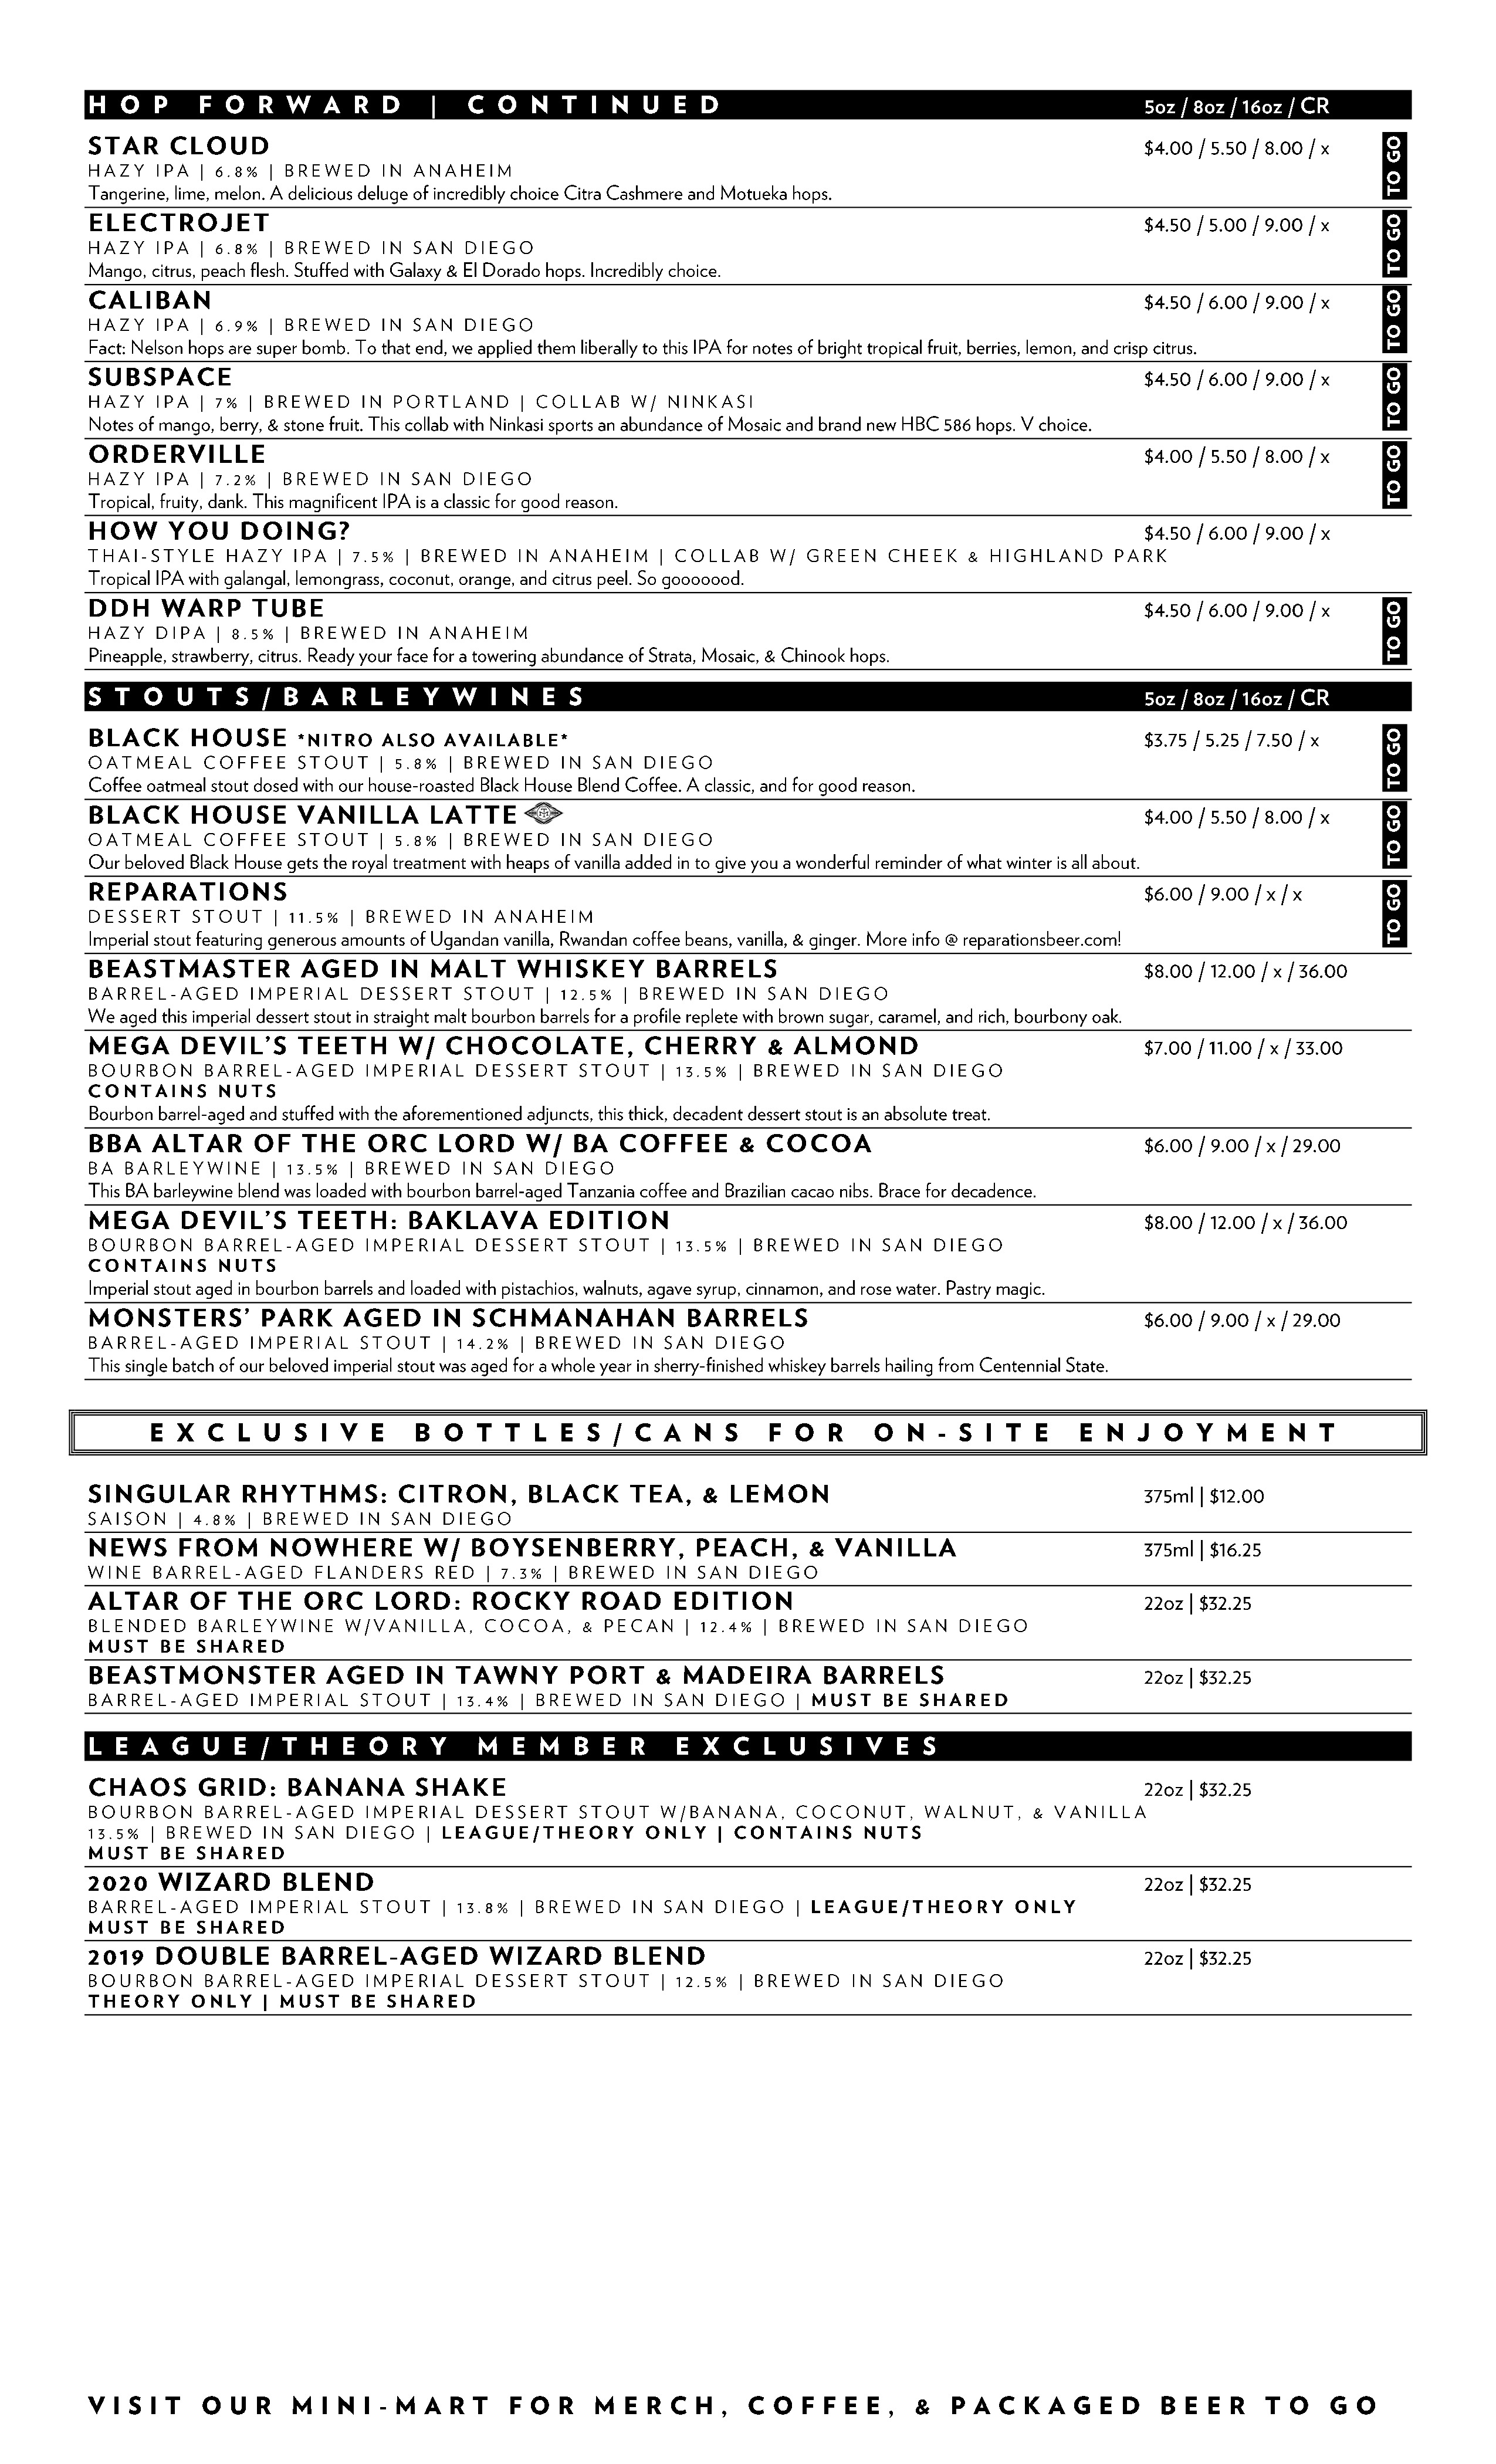 HOP FORWARD | CONTINUED 5oz / 8oz / 16oz / CR
STAR CLOUD $4.00 / 5.50 / 8.00 / x TO GO
HAZY IPA | 6.8% | BREWED IN ANAHEIM
Tangerine, lime, melon. A delicious deluge of incredibly choice Citra Cashmere and Motueka hops.
ELECTROJET $4.50 / 5.00 / 9.00 / x TO GO
HAZY IPA | 6.8% | BREWED IN SAN DIEGO
Mango, citrus, peach flesh. Stuffed with Galaxy & El Dorado hops. Incredibly choice.
CALIBAN $4.50 / 6.00 / 9.00 / x TO GO
HAZY IPA | 6.9% | BREWED IN SAN DIEGO
Fact: Nelson hops are super bomb. To that end, we applied them liberally to this IPA for notes of bright tropical fruit, berries, lemon, and crisp citrus.
SUBSPACE $4.50 / 6.00 / 9.00 / x TO GO
HAZY IPA | 7% | BREWED IN PORTLAND | COLLAB W/ NINKASI
Notes of mango, berry, & stone fruit. This collab with Ninkasi sports an abundance of Mosaic and brand new HBC 586 hops. V choice.
ORDERVILLE $4.00 / 5.50 / 8.00 / x TO GO
HAZY IPA | 7.2% | BREWED IN SAN DIEGO
Tropical, fruity, dank. This magnificent IPA is a classic for good reason.
HOW YOU DOING? $4.50 / 6.00 / 9.00 / x
THAI-STYLE HAZY IPA | 7.5% | BREWED IN ANAHEIM | COLLAB W/ GREEN CHEEK & HIGHLAND PARK
Tropical IPA with galangal, lemongrass, coconut, orange, and citrus peel. So gooooood.
DDH WARP TUBE $4.50 / 6.00 / 9.00 / x TO GO
HAZY DIPA | 8.5% | BREWED IN ANAHEIM
Pineapple, strawberry, citrus. Ready your face for a towering abundance of Strata, Mosaic, & Chinook hops.
STOUTS/BARLEYWINES 5oz / 8oz / 16oz / CR
BLACK HOUSE *NITRO ALSO AVAILABLE* $3.75 / 5.25 / 7.50 / x TO GO
OATMEAL COFFEE STOUT | 5.8% | BREWED IN SAN DIEGO
Coffee oatmeal stout dosed with our house-roasted Black House Blend Coffee. A classic, and for good reason.
BLACK HOUSE VANILLA LATTE $4.00 / 5.50 / 8.00 / x TO GO
OATMEAL COFFEE STOUT | 5.8% | BREWED IN SAN DIEGO
Our beloved Black House gets the royal treatment with heaps of vanilla added in to give you a wonderful reminder of what winter is all about.
REPARATIONS $6.00 / 9.00 / x / x TO GO
DESSERT STOUT | 11.5% | BREWED IN ANAHEIM
Imperial stout featuring generous amounts of Ugandan vanilla, Rwandan coffee beans, vanilla, & ginger. More info @ reparationsbeer.com!
BEASTMASTER AGED IN MALT WHISKEY BARRELS $8.00 / 12.00 / x / 36.00
BARREL-AGED IMPERIAL DESSERT STOUT | 12.5% | BREWED IN SAN DIEGO
We aged this imperial dessert stout in straight malt bourbon barrels for a profile replete with brown sugar, caramel, and rich, bourbony oak.
MEGA DEVIL'S TEETH W/ CHOCOLATE, CHERRY & ALMOND $7.00 / 11.00 / x / 33.00
BOURBON BARREL-AGED IMPERIAL DESSERT STOUT | 13.5% | BREWED IN SAN DIEGO
CONTAINS NUTS
Bourbon barrel-aged and stuffed with the aforementioned adjuncts, this thick, decadent dessert stout is an absolute treat.
BBA ALTAR OF THE ORC LORD W/ BA COFFEE & COCOA $6.00 / 9.00 / x / 29.00
BA BARLEYWINE | 13.5% | BREWED IN SAN DIEGO
This BA barleywine blend was loaded with bourbon barrel-aged Tanzania coffee and Brazilian cacao nibs. Brace for decadence.
MEGA DEVIL'S TEETH: BAKLAVA EDITION $8.00 / 12.00 / x / 36.00
BOURBON BARREL-AGED IMPERIAL DESSERT STOUT | 13.5% | BREWED IN SAN DIEGO
CONTAINS NUTS
Imperial stout aged in bourbon barrels and loaded with pistachios, walnuts, agave syrup, cinnamon, and rose water. Pastry magic.
MONSTERS' PARK AGED IN SCHMANAHAN BARRELS $6.00 / 9.00 / x / 29.00
BARREL-AGED IMPERIAL STOUT | 14.2% | BREWED IN SAN DIEGO
This single batch of our beloved imperial stout was aged for a whole year in sherry-finished whiskey barrels hailing from Centennial State.
EXCLUSIVE BOTTLES/CANS FOR ON-SITE ENJOYMENT
SINGULAR RHYTHMS: CITRON, BLACK TEA, & LEMON 375ml | $12.00
SAISON | 4.8% | BREWED IN SAN DIEGO
NEWS FROM NOWHERE W/ BOYSENBERRY, PEACH, & VANILLA 375ml | $16.25
WINE BARREL-AGED FLANDERS RED | 7.3% | BREWED IN SAN DIEGO
ALTAR OF THE ORC LORD: ROCKY ROAD EDITION 22oz | $32.25
BLENDED BARLEYWINE W/VANILLA, COCOA, & PECAN | 12.4% | BREWED IN SAN DIEGO
MUST BE SHARED
BEASTMONSTER AGED IN TAWNY PORT & MADEIRA BARRELS 22oz | $32.25
BARREL-AGED IMPERIAL STOUT | 13.4% | BREWED IN SAN DIEGO | MUST BE SHARED
LEAGUE/THEORY MEMBER EXCLUSIVES
CHAOS GRID: BANANA SHAKE 22oz | $32.25
BOURBON BARREL-AGED IMPERIAL DESSERT STOUT W/BANANA, COCONUT, WALNUT, & VANILLA
13.5% | BREWED IN SAN DIEGO | LEAGUE/THEORY ONLY | CONTAINS NUTS
MUST BE SHARED
2020 WIZARD BLEND 22oz | $32.25
BARREL-AGED IMPERIAL STOUT | 13.8% | BREWED IN SAN DIEGO | LEAGUE/THEORY ONLY
MUST BE SHARED
2019 DOUBLE BARREL-AGED WIZARD BLEND 22oz | $32.25
BOURBON BARREL-AGED IMPERIAL DESSERT STOUT | 12.5% | BREWED IN SAN DIEGO
THEORY ONLY | MUST BE SHARED
VISIT OUR MINI-MART FOR MERCH, COFFEE, & PACKAGED BEER TO GO